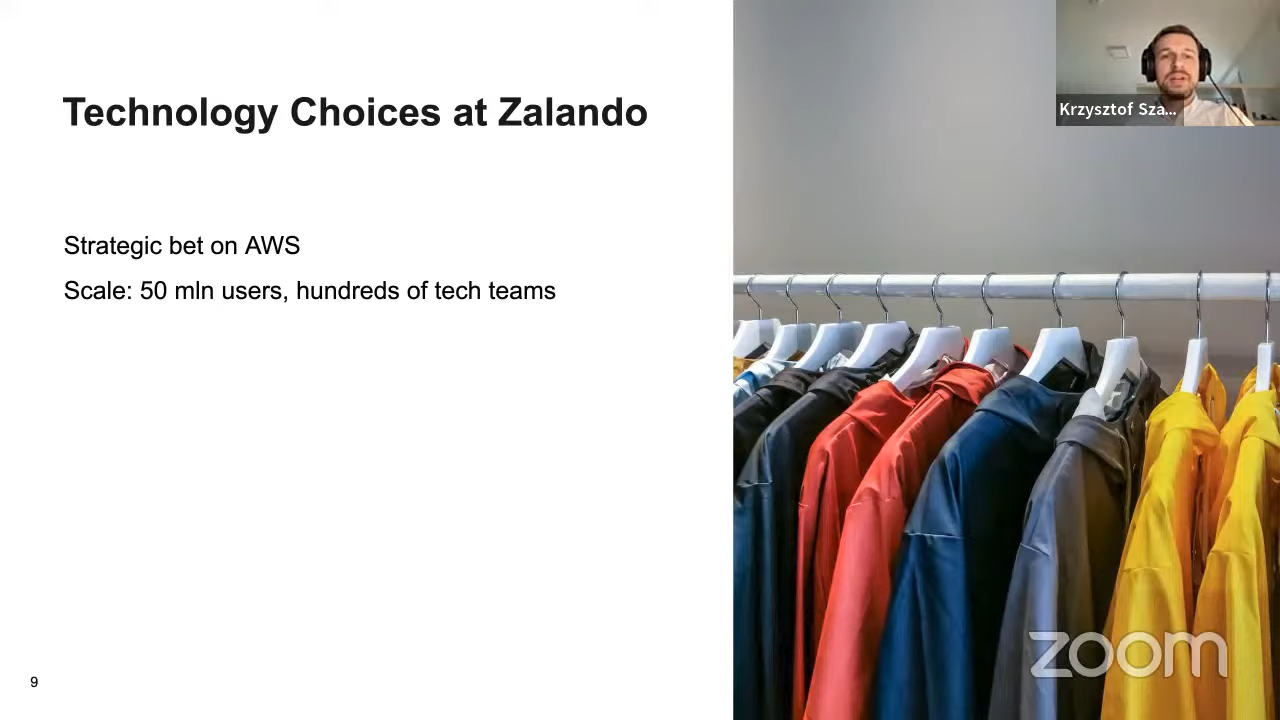 Technology Choices at Zalando
Strategic bet on AWS
Scale: 50 mln users, hundreds of tech teams
9
Krzysztof Sza...
zoom